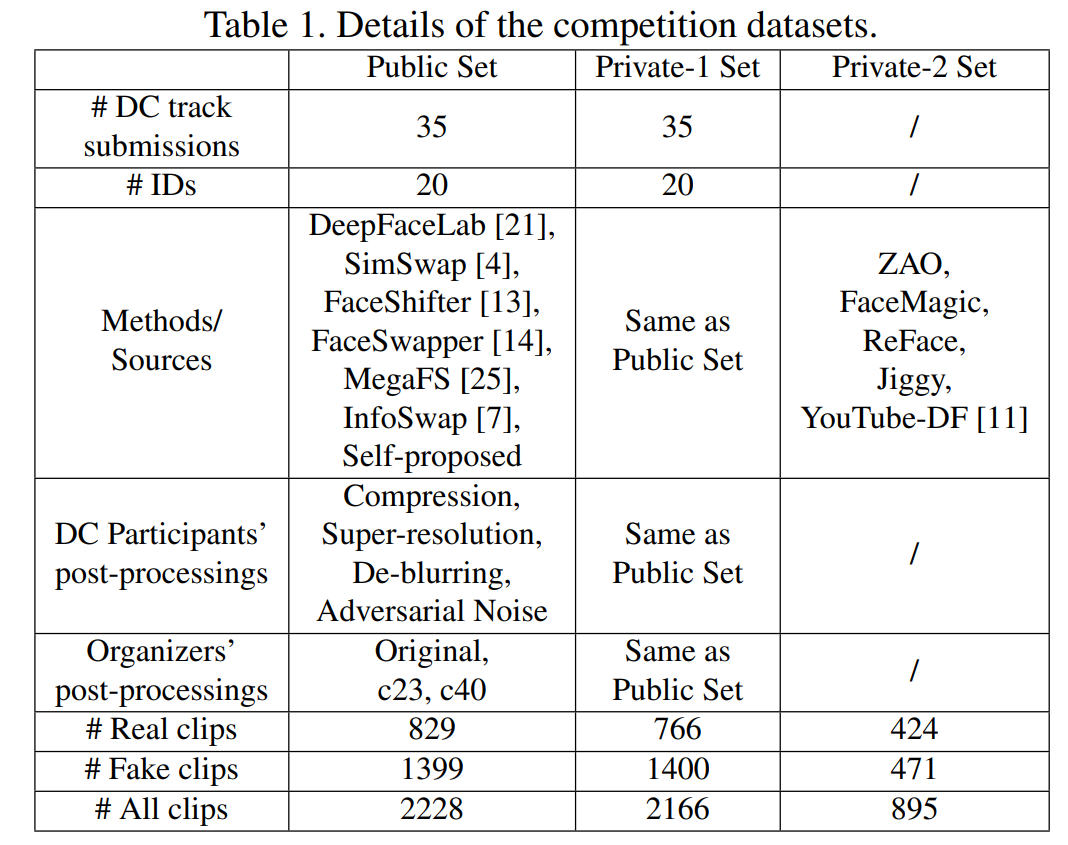 Table 1. Details of the competition datasets.
Public Set Private-1 Set Private-2 Set
# DC track
submissions
35 35 /
# IDs 20 20 /
Methods/
Sources
DeepFaceLab [21],
SimSwap [4],
FaceShifter [13],
FaceSwapper [14],
MegaFS [25],
InfoSwap [7],
Self-proposed
Same as
Public Set
ZAO,
FaceMagic,
ReFace,
Jiggy,
YouTube-DF [11]
DC Participants’
post-processings
Compression,
Super-resolution,
De-blurring,
Adversarial Noise
Same as
Public Set
/
Organizers’
post-processings
Original,
c23, c40
Same as
Public Set
/
# Real clips 829 766 424
# Fake clips 1399 1400 471
# All clips 2228 2166 895